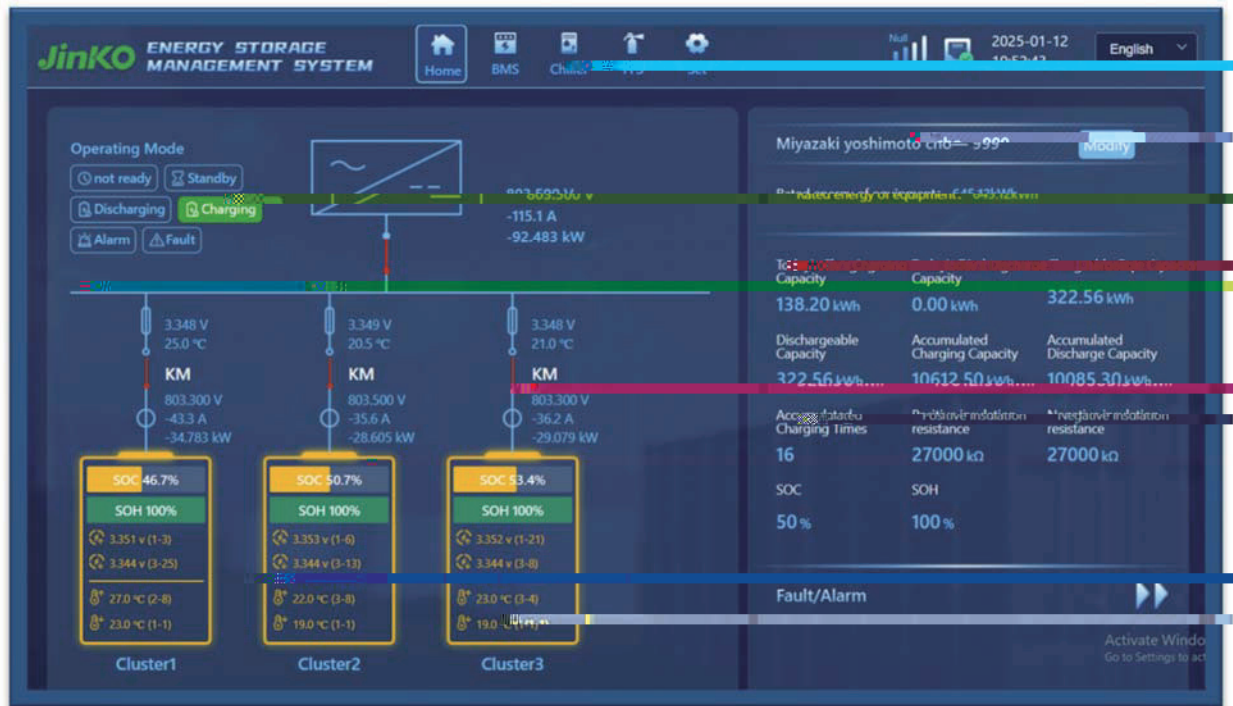 JinKO ENERGY STORAGE MANAGEMENT SYSTEM
Home
BMS
Null
2025-01-12
English
Operating Mode
not ready
Standby
Discharging
Charging
Alarm
Fault
-115.1 A
-92.483 kW
3.348 V
25.0 °C
KM
803.300 V
-43.3 A
-34.783 kW
SOC 46.7%
SOH 100%
3.351 v (1-3)
3.344 v (3-25)
27.0 °C (2-8)
23.0 °C (1-1)
Cluster1
3.349 V
20.5 °C
KM
803.500 V
-35.6 A
-28.605 kW
SOC 50.7%
SOH 100%
3.353 v (1-6)
3.344 v (3-13)
22.0 °C (3-8)
19.0 °C (1-1)
Cluster2
3.348 V
21.0 °C
KM
803.300 V
-36.2 A
-29.079 kW
SOC 53.4%
SOH 100%
3.352 v (1-21)
3.344 v (3-8)
23.0 °C (3-4)
19.0 °C
Cluster3
Miyazaki yoshimoto
Modify
Capacity
138.20 kWh
Capacity
0.00 kWh
322.56 kWh
Dischargeable Capacity
322.56
Accumulated Charging Capacity
10612.50
Accumulated Discharge Capacity
10085.30
Charging Times
16
resistance
27000 kΩ
resistance
27000 kΩ
SOC
50 %
SOH
100 %
Fault/Alarm
Activate Windo
Go to Settings to act